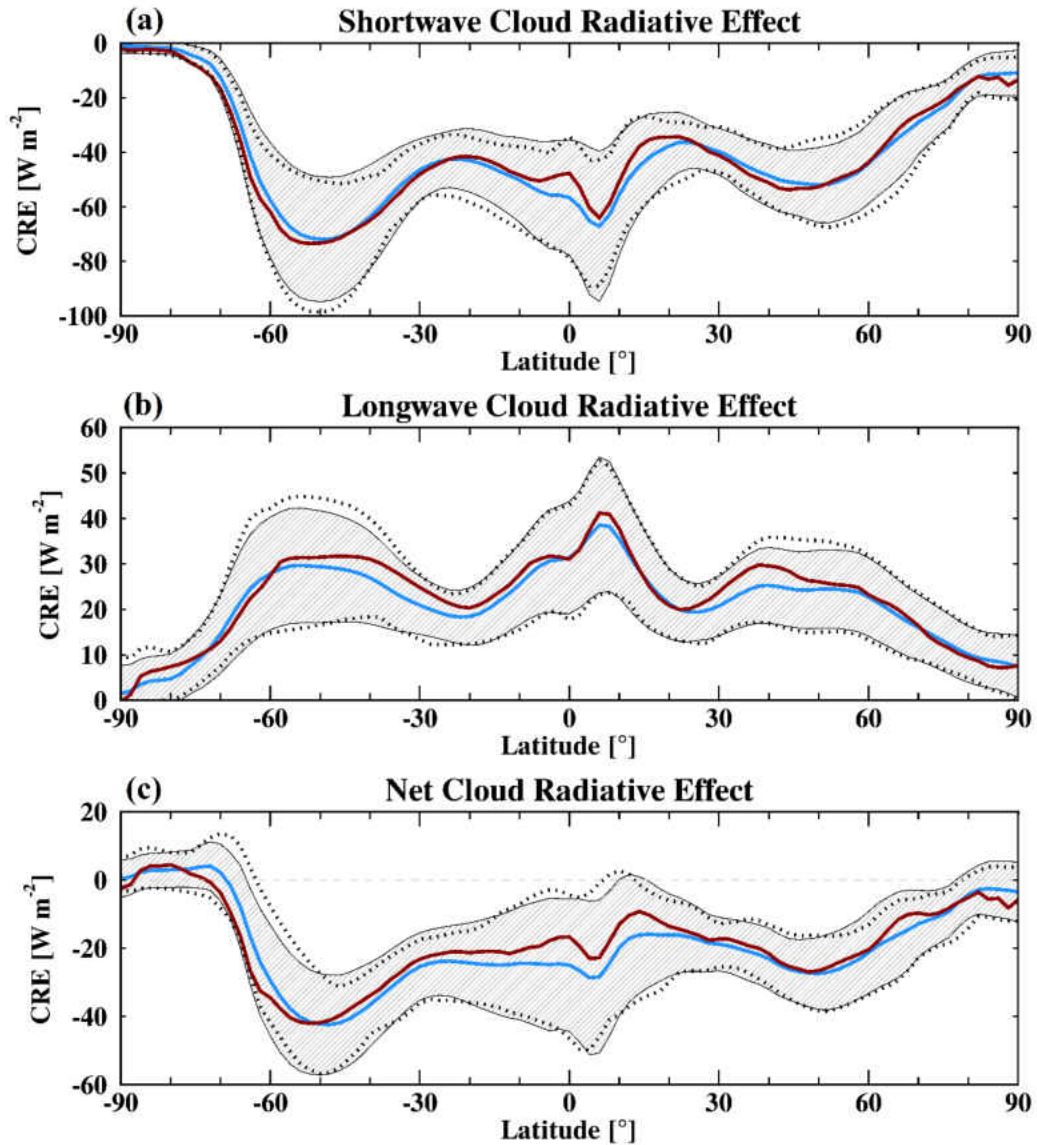 (a) Shortwave Cloud Radiative Effect
0
-20
-40
-60
-80
-100
CRE [W m⁻²]
-90 -60 -30 0 30 60 90
Latitude [°]
(b) Longwave Cloud Radiative Effect
60
50
40
30
20
10
0
CRE [W m⁻²]
-90 -60 -30 0 30 60 90
Latitude [°]
(c) Net Cloud Radiative Effect
20
0
-20
-40
-60
CRE [W m⁻²]
-90 -60 -30 0 30 60 90
Latitude [°]